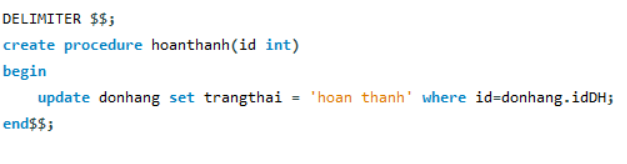 DELIMITER $$;
create procedure hoanthanh(id int)
begin
    update donhang set trangthai = 'hoan thanh' where id=donhang.idDH;
end$$;